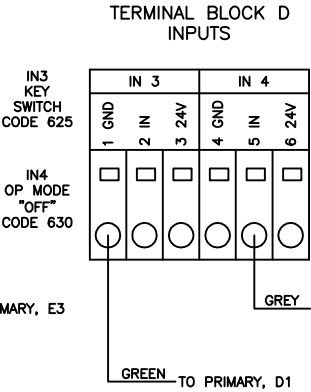 TERMINAL BLOCK D
INPUTS
IN3
KEY
SWITCH
CODE 625
IN 3
IN 4
1 GND
2 IN
3 24V
4 GND
5 IN
6 24V
IN4
OP MODE
"OFF"
CODE 630
MARY, E3
GREY
GREEN
TO PRIMARY, D1